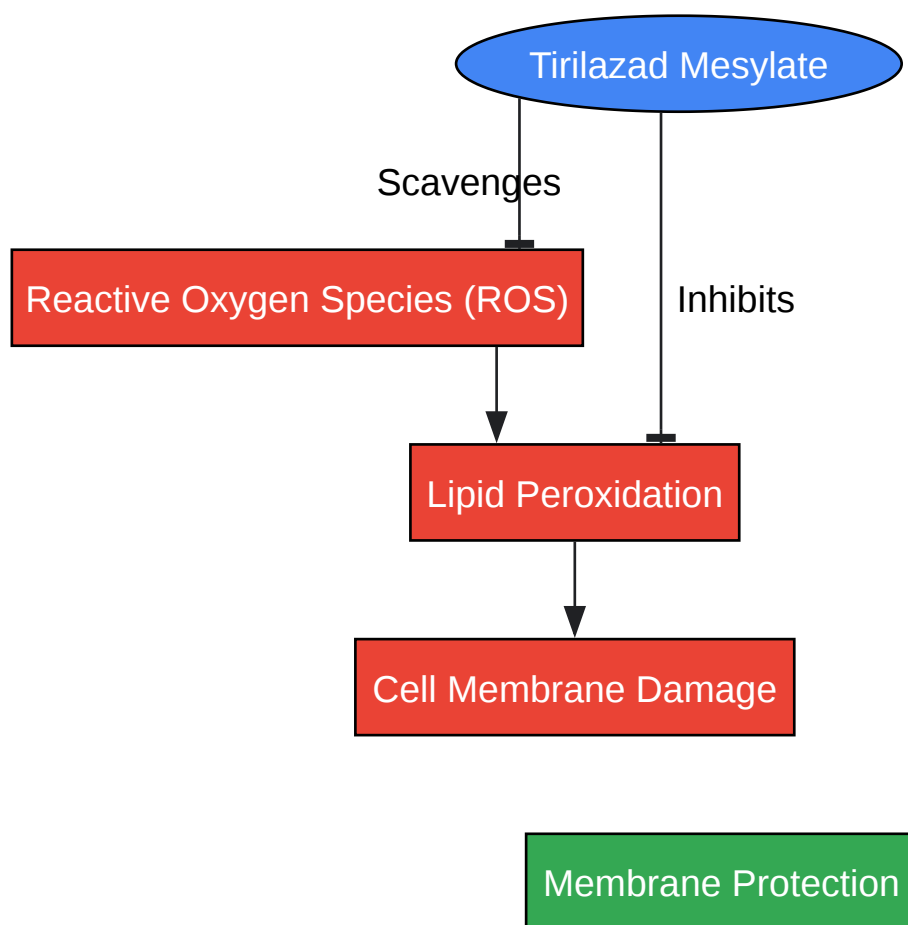 Tirilazad Mesylate
Scavenges
Reactive Oxygen Species (ROS)
Inhibits
Lipid Peroxidation
Cell Membrane Damage
Membrane Protection